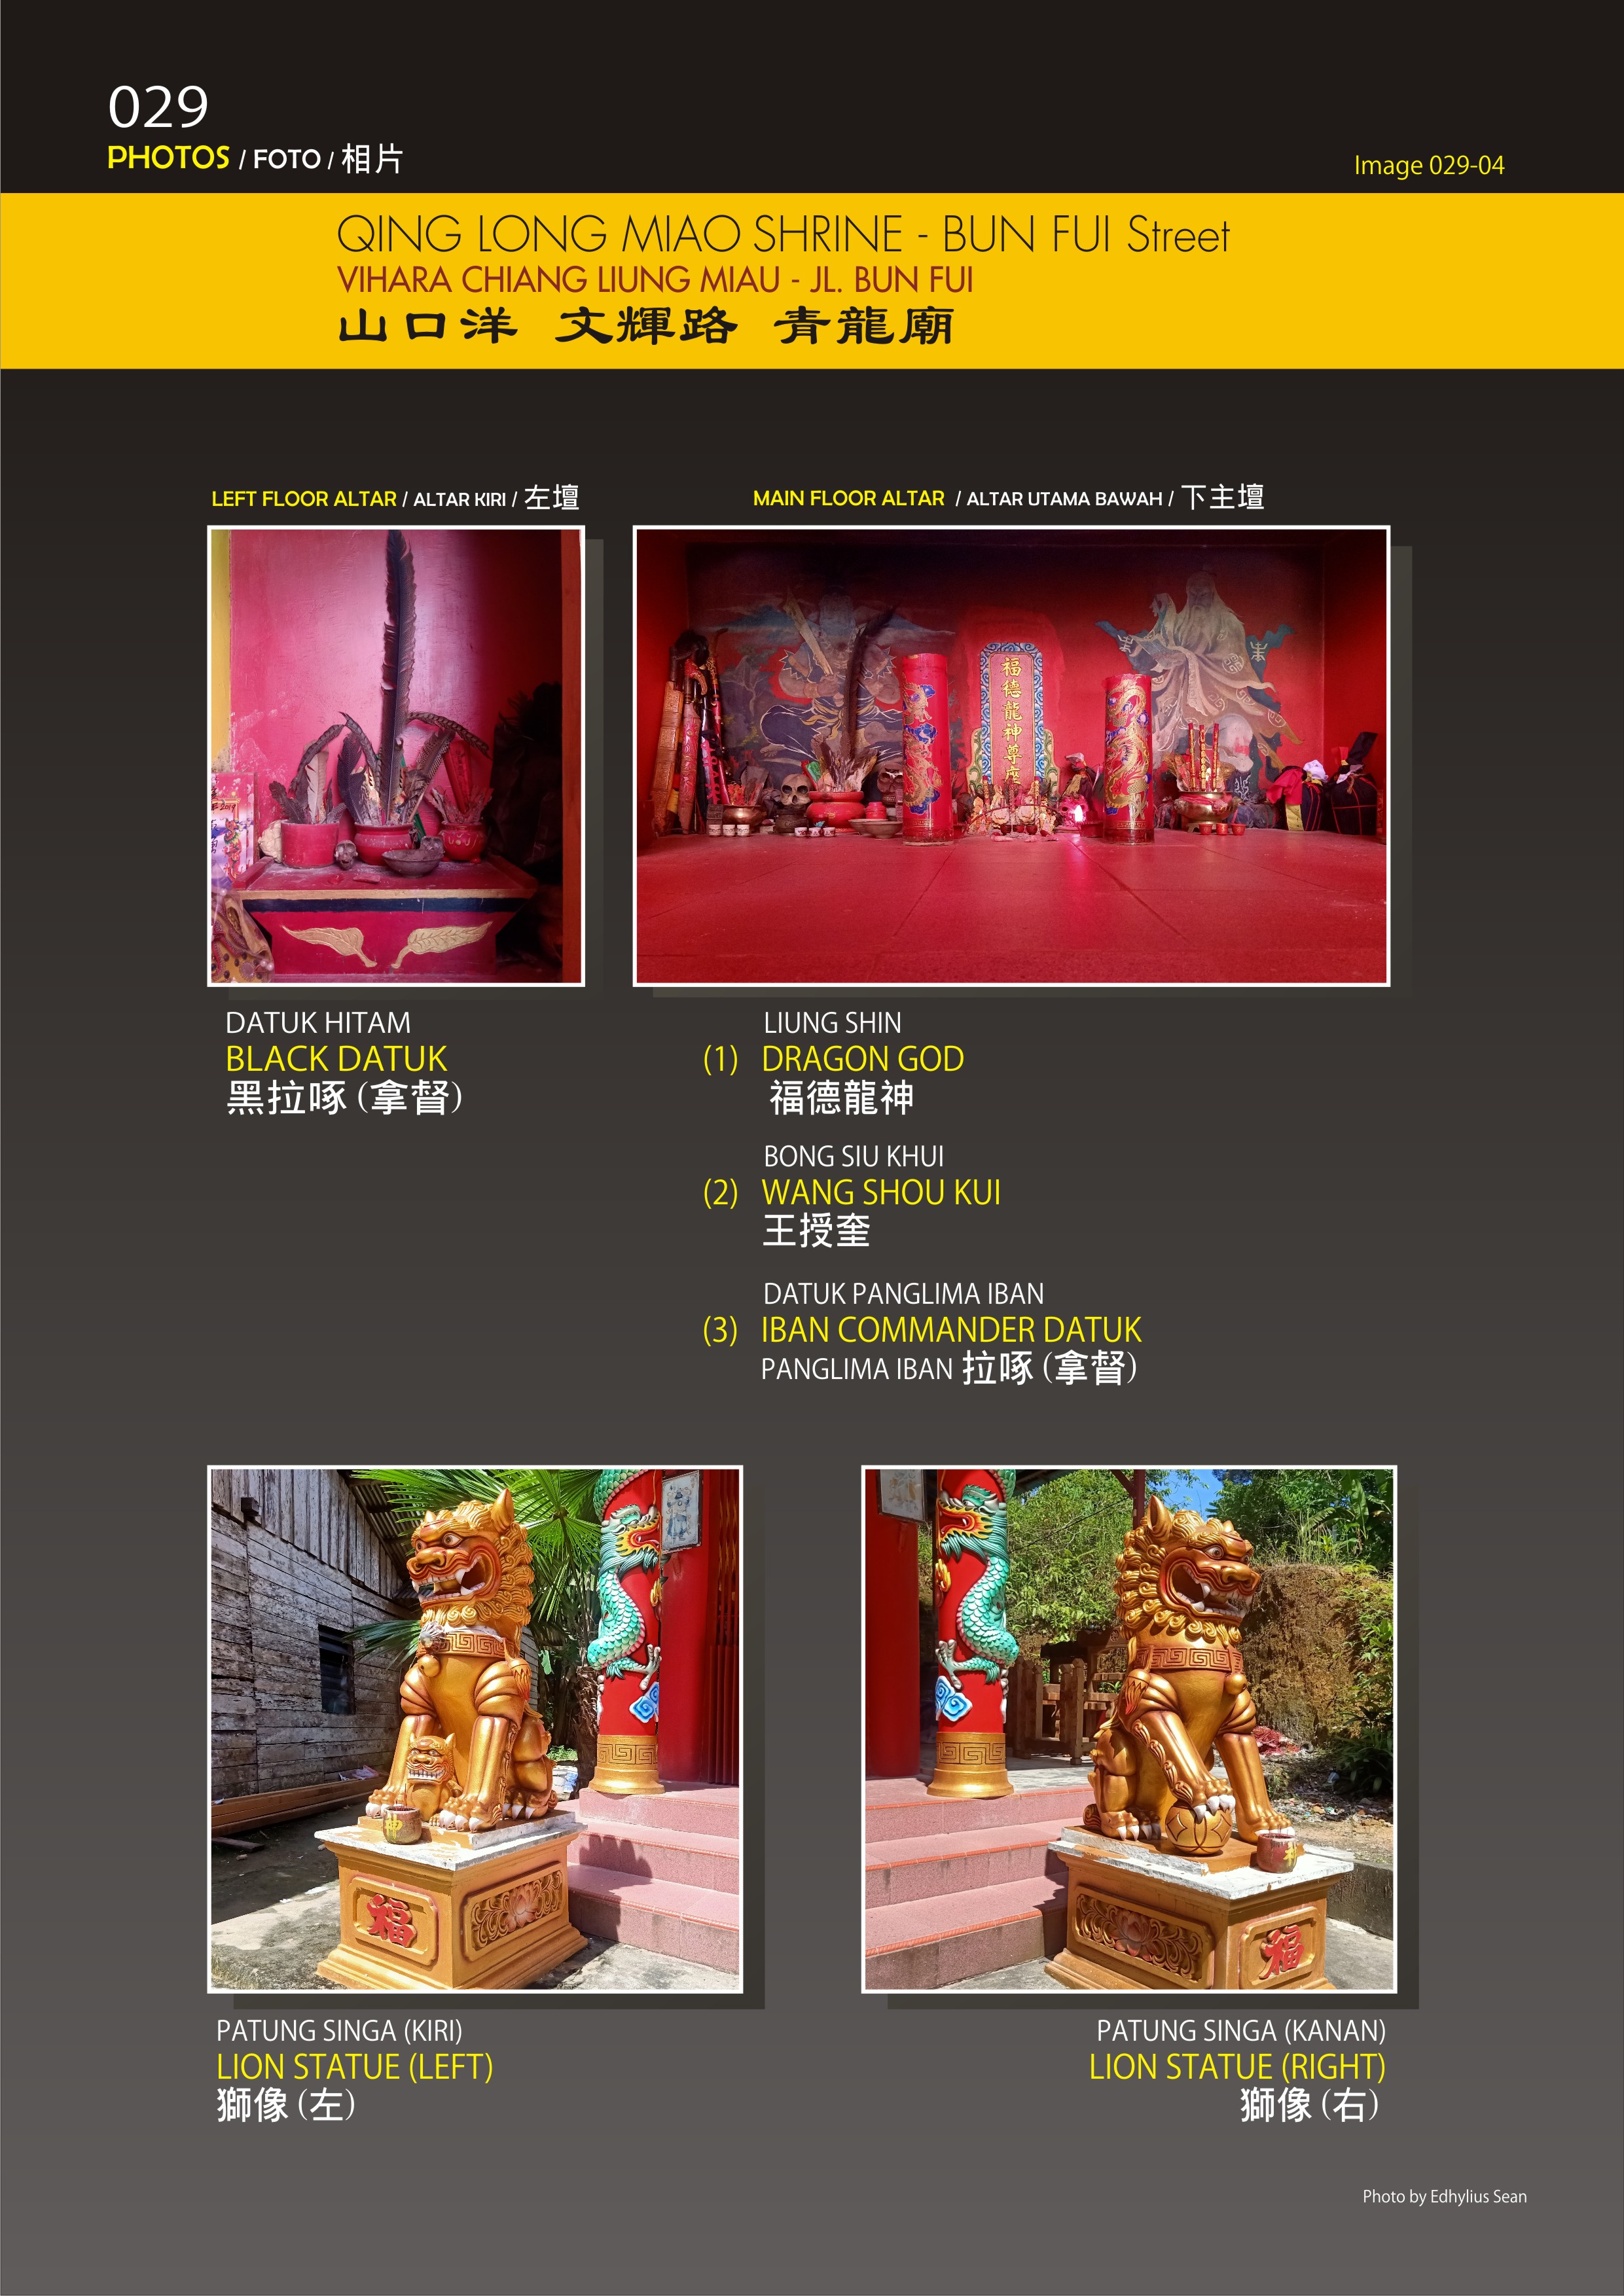 029
PHOTOS / FOTO / 相片
Image 029-04
QING LONG MIAO SHRINE - BUN FUI Street
VIHARA CHIANG LIUNG MIAU - JL. BUN FUI
山口洋 文輝路 青龍廟
LEFT FLOOR ALTAR / ALTAR KIRI / 左壇
MAIN FLOOR ALTAR / ALTAR UTAMA BAWAH / 下主壇
福德龍神尊座
DATUK HITAM
BLACK DATUK
黑拉啄 (拿督)
LIUNG SHIN
(1) DRAGON GOD
福德龍神
BONG SIU KHUI
(2) WANG SHOU KUI
王授奎
DATUK PANGLIMA IBAN
(3) IBAN COMMANDER DATUK
PANGLIMA IBAN 拉啄 (拿督)
神
福
神
福
PATUNG SINGA (KIRI)
LION STATUE (LEFT)
獅像 (左)
PATUNG SINGA (KANAN)
LION STATUE (RIGHT)
獅像 (右)
Photo by Edhylius Sean